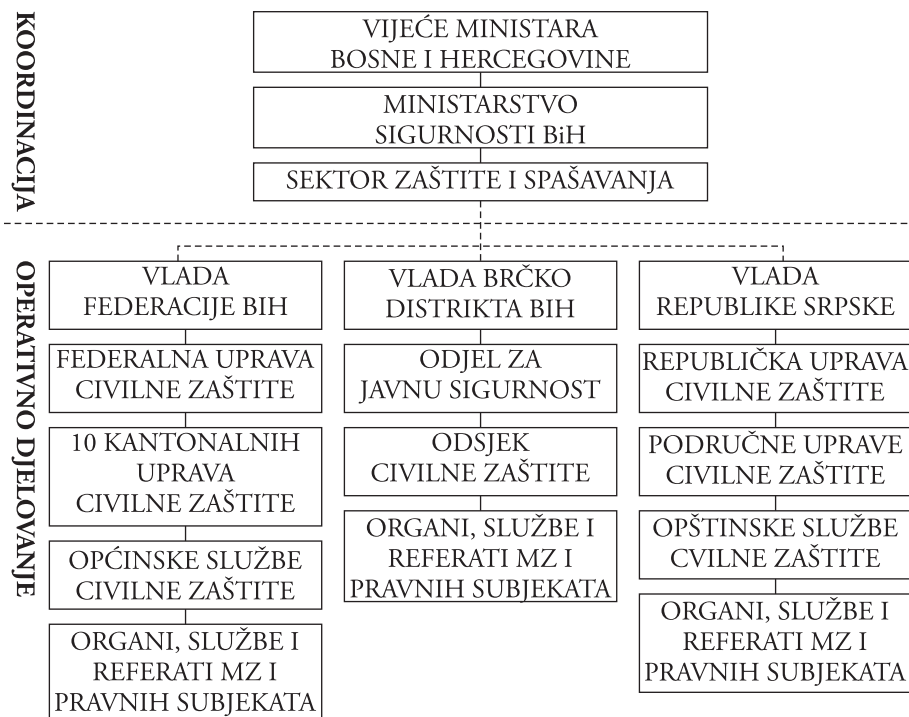 KOORDINACIJA
VIJEĆE MINISTARA
BOSNE I HERCEGOVINE
MINISTARSTVO
SIGURNOSTI BiH
SEKTOR ZAŠTITE I SPAŠAVANJA
OPERATIVNO DJELOVANJE
VLADA
FEDERACIJE BIH
FEDERALNA UPRAVA
CIVILNE ZAŠTITE
10 KANTONALNIH
UPRAVA
CIVILNE ZAŠTITE
OPĆINSKE SLUŽBE
CIVILNE ZAŠTITE
ORGANI, SLUŽBE I
REFERATI MZ I
PRAVNIH SUBJEKATA
VLADA BRČKO
DISTRIKTA BIH
ODJEL ZA
JAVNU SIGURNOST
ODSJEK
CIVILNE ZAŠTITE
ORGANI, SLUŽBE I
REFERATI MZ I
PRAVNIH SUBJEKATA
VLADA
REPUBLIKE SRPSKE
REPUBLIČKA UPRAVA
CIVILNE ZAŠTITE
PODRUČNE UPRAVE
CIVILNE ZAŠTITE
OPŠTINSKE SLUŽBE
CVILNE ZAŠTITE
ORGANI, SLUŽBE I
REFERATI MZ I
PRAVNIH SUBJEKATA